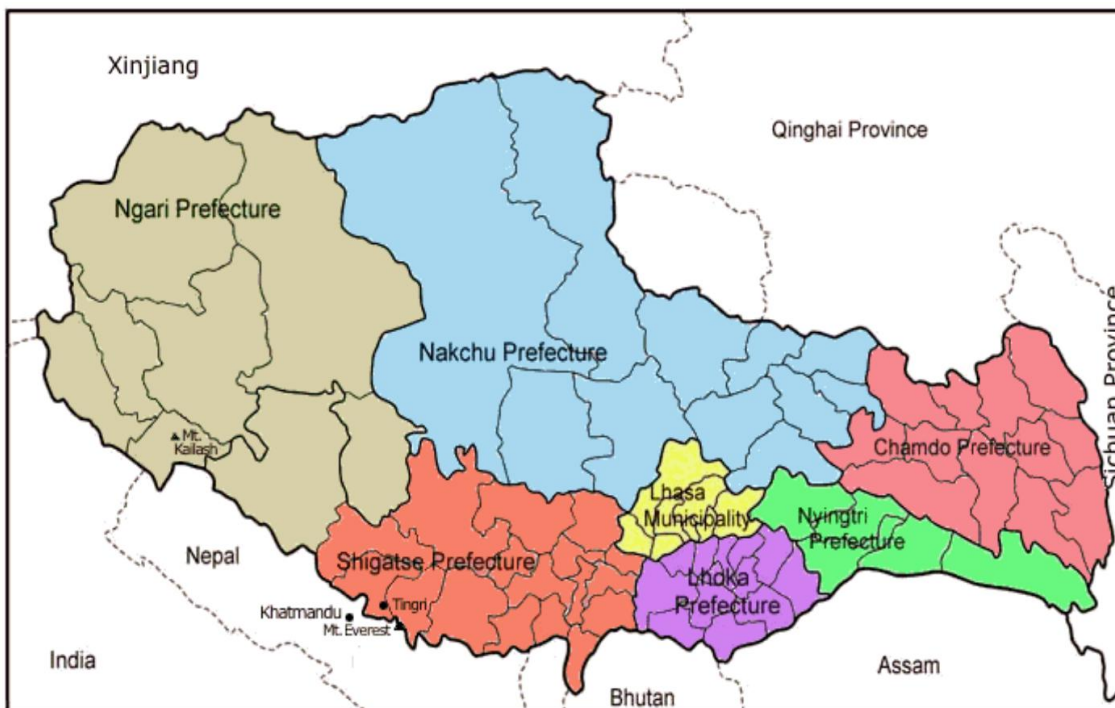 Xinjiang
Qinghai Province
Ngari Prefecture
Sichuan Province
Nakchu Prefecture
Mt.
Kailash
Chamdo Prefecture
Lhasa
Municipality
Nyingtri
Prefecture
Nepal
Shigatse Prefecture
Lhoka
Prefecture
Tingri
Khatmandu
Mt. Everest
India
Assam
Bhutan